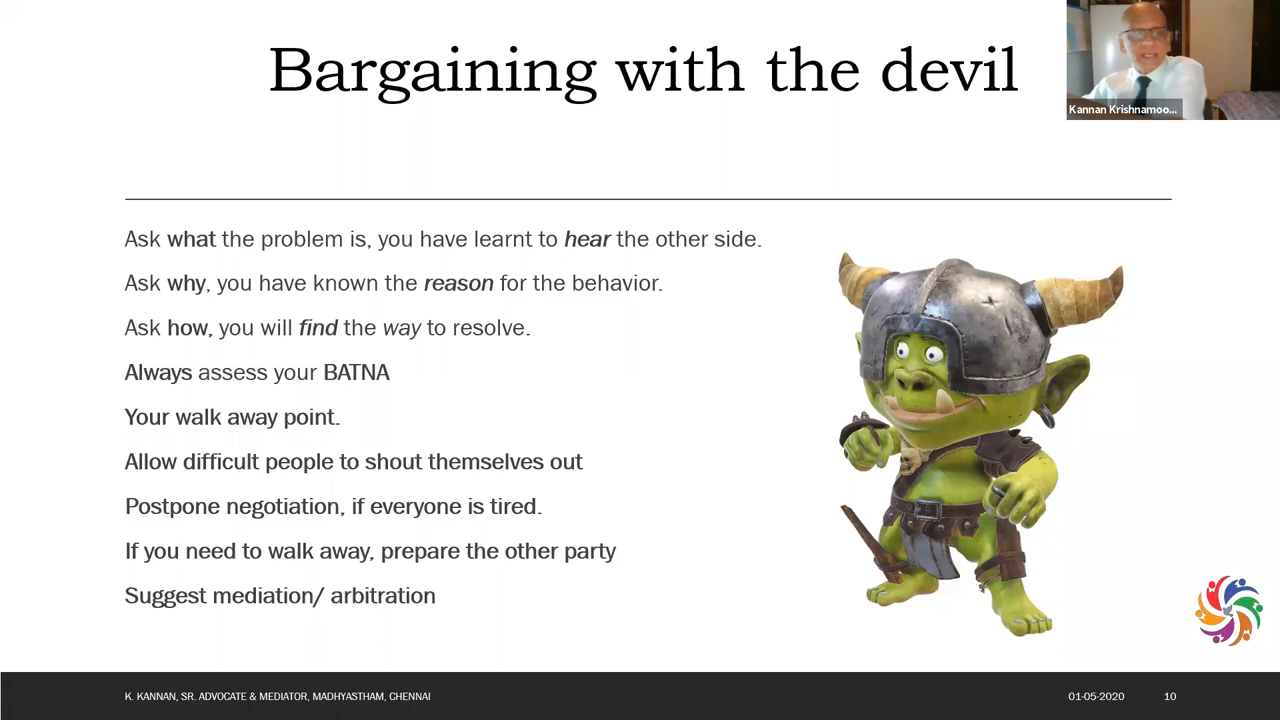 Bargaining with the devil
Kannan Krishnamoo...
Ask what the problem is, you have learnt to hear the other side.
Ask why, you have known the reason for the behavior.
Ask how, you will find the way to resolve.
Always assess your BATNA
Your walk away point.
Allow difficult people to shout themselves out
Postpone negotiation, if everyone is tired.
If you need to walk away, prepare the other party
Suggest mediation/ arbitration
K. KANNAN, SR. ADVOCATE & MEDIATOR, MADHYASTHAM, CHENNAI
01-05-2020
10